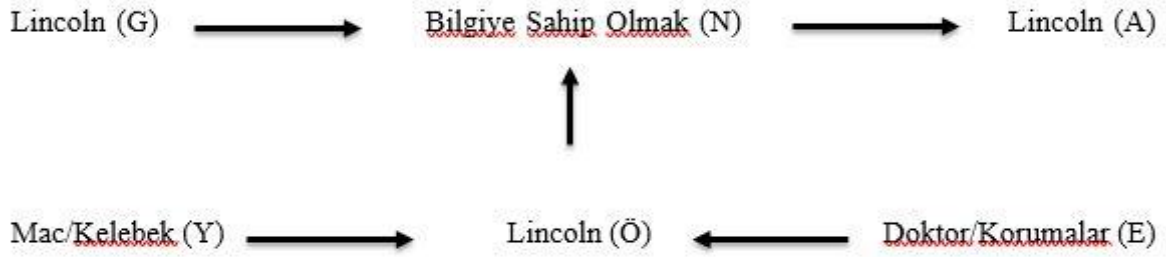 Lincoln (G) Bilgiye Sahip Olmak (N) Lincoln (A)
Mac/Kelebek (Y) Lincoln (Ö) Doktor/Korumalar (E)